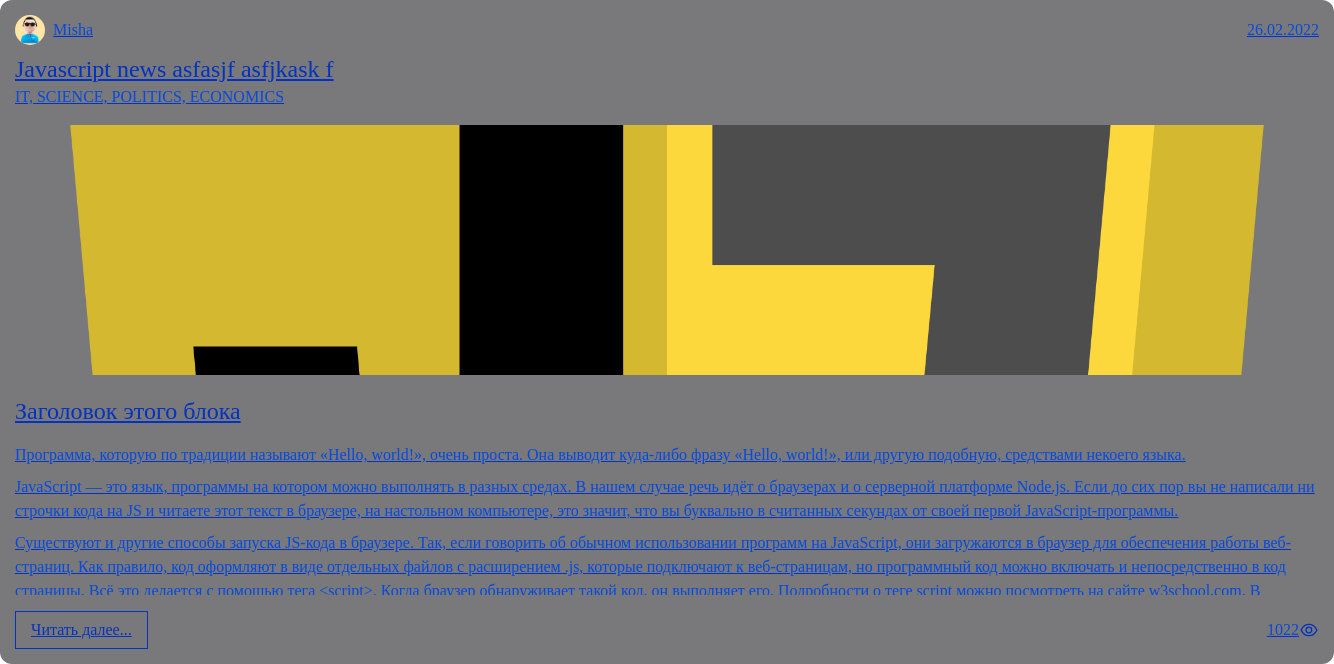 Misha
26.02.2022
Javascript news asfasjf asfjkask f
IT, SCIENCE, POLITICS, ECONOMICS
Заголовок этого блока
Программа, которую по традиции называют «Hello, world!», очень проста. Она выводит куда-либо фразу «Hello, world!», или другую подобную, средствами некоего языка.
JavaScript — это язык, программы на котором можно выполнять в разных средах. В нашем случае речь идёт о браузерах и о серверной платформе Node.js. Если до сих пор вы не написали ни
строчки кода на JS и читаете этот текст в браузере, на настольном компьютере, это значит, что вы буквально в считанных секундах от своей первой JavaScript-программы.
Существуют и другие способы запуска JS-кода в браузере. Так, если говорить об обычном использовании программ на JavaScript, они загружаются в браузер для обеспечения работы веб-
страниц. Как правило, код оформляют в виде отдельных файлов с расширением .js, которые подключают к веб-страницам, но программный код можно включать и непосредственно в код
страницы. Всё это делается с помощью тега <script>. Когда браузер обнаруживает такой код, он выполняет его. Подробности о теге script можно посмотреть на сайте w3school.com. В
Читать далее...
1022